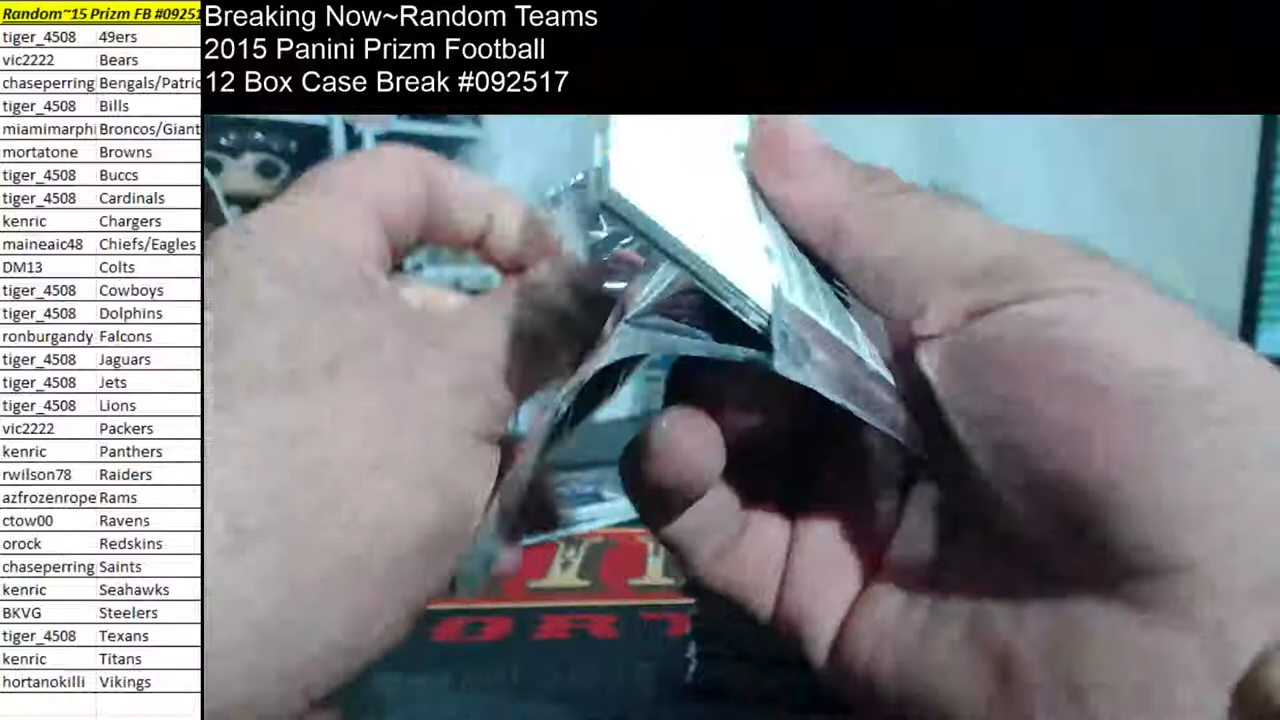 Random~15 Prizm FB #09251
tiger_4508 49ers
vic2222 Bears
chaseperring Bengals/Patric
tiger_4508 Bills
miamimarphi Broncos/Giant
mortatone Browns
tiger_4508 Buccs
tiger_4508 Cardinals
kenric Chargers
maineaic48 Chiefs/Eagles
DM13 Colts
tiger_4508 Cowboys
tiger_4508 Dolphins
ronburgandy Falcons
tiger_4508 Jaguars
tiger_4508 Jets
tiger_4508 Lions
vic2222 Packers
kenric Panthers
rwilson78 Raiders
azfrozenrope Rams
ctow00 Ravens
orock Redskins
chaseperring Saints
kenric Seahawks
BKVG Steelers
tiger_4508 Texans
kenric Titans
hortanokilli Vikings
Breaking Now~Random Teams
2015 Panini Prizm Football
12 Box Case Break #092517